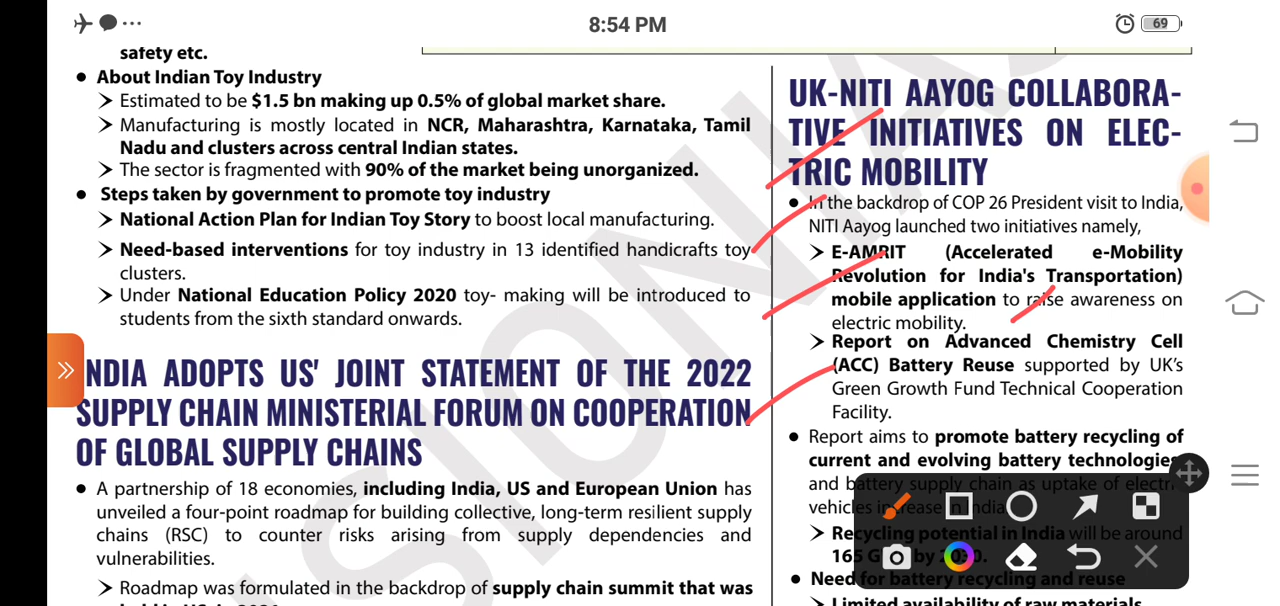 8:54 PM
69
safety etc.
• About Indian Toy Industry
➤ Estimated to be $1.5 bn making up 0.5% of global market share.
➤ Manufacturing is mostly located in NCR, Maharashtra, Karnataka, Tamil
Nadu and clusters across central Indian states.
➤ The sector is fragmented with 90% of the market being unorganized.
• Steps taken by government to promote toy industry
➤ National Action Plan for Indian Toy Story to boost local manufacturing.
➤ Need-based interventions for toy industry in 13 identified handicrafts toy
clusters.
➤ Under National Education Policy 2020 toy- making will be introduced to
students from the sixth standard onwards.
NDIA ADOPTS US' JOINT STATEMENT OF THE 2022
SUPPLY CHAIN MINISTERIAL FORUM ON COOPERATION
OF GLOBAL SUPPLY CHAINS
• A partnership of 18 economies, including India, US and European Union has
unveiled a four-point roadmap for building collective, long-term resilient supply
chains (RSC) to counter risks arising from supply dependencies and
vulnerabilities.
➤ Roadmap was formulated in the backdrop of supply chain summit that was
UK-NITI AAYOG COLLABORA-
TIVE INITIATIVES ON ELEC-
TRIC MOBILITY
• In the backdrop of COP 26 President visit to India,
NITI Aayog launched two initiatives namely,
➤ E-AMRIT (Accelerated e-Mobility
Revolution for India's Transportation)
mobile application to raise awareness on
electric mobility.
➤ Report on Advanced Chemistry Cell
(ACC) Battery Reuse supported by UK's
Green Growth Fund Technical Cooperation
Facility.
• Report aims to promote battery recycling of
current and evolving battery technologies
and battery supply chain as uptake of electri
vehicles increase in India
➤ Recycling potential in India will be around
by 2030.
• Need for battery recycling and reuse
➤ Limited availability of raw materials